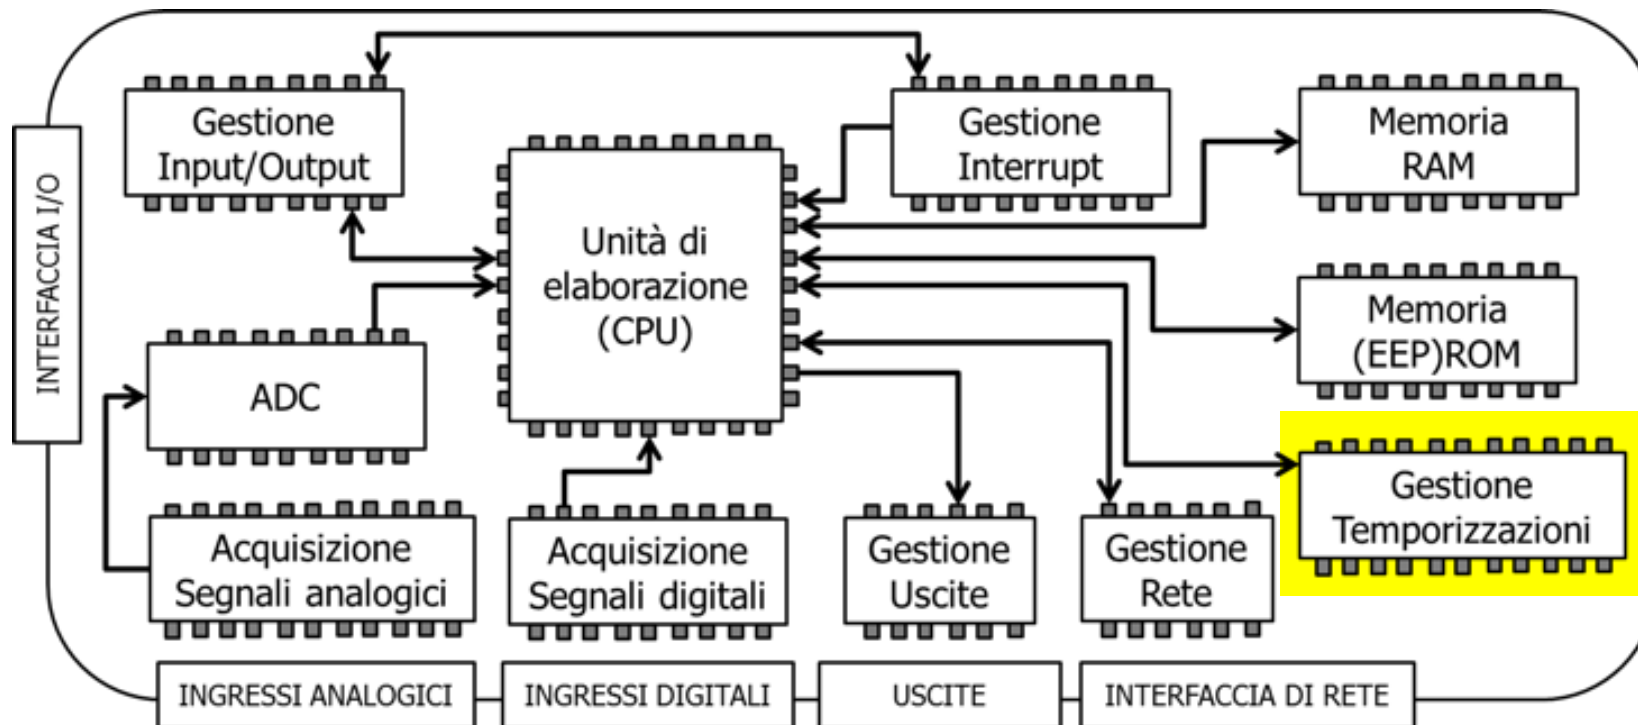 Gestione
Input/Output
Gestione
Interrupt
Memoria
RAM
INTERFACCIA I/O
Unità di
elaborazione
(CPU)
Memoria
(EEP)ROM
ADC
Gestione
Temporizzazioni
Acquisizione
Segnali analogici
Acquisizione
Segnali digitali
Gestione
Uscite
Gestione
Rete
INGRESSI ANALOGICI
INGRESSI DIGITALI
USCITE
INTERFACCIA DI RETE